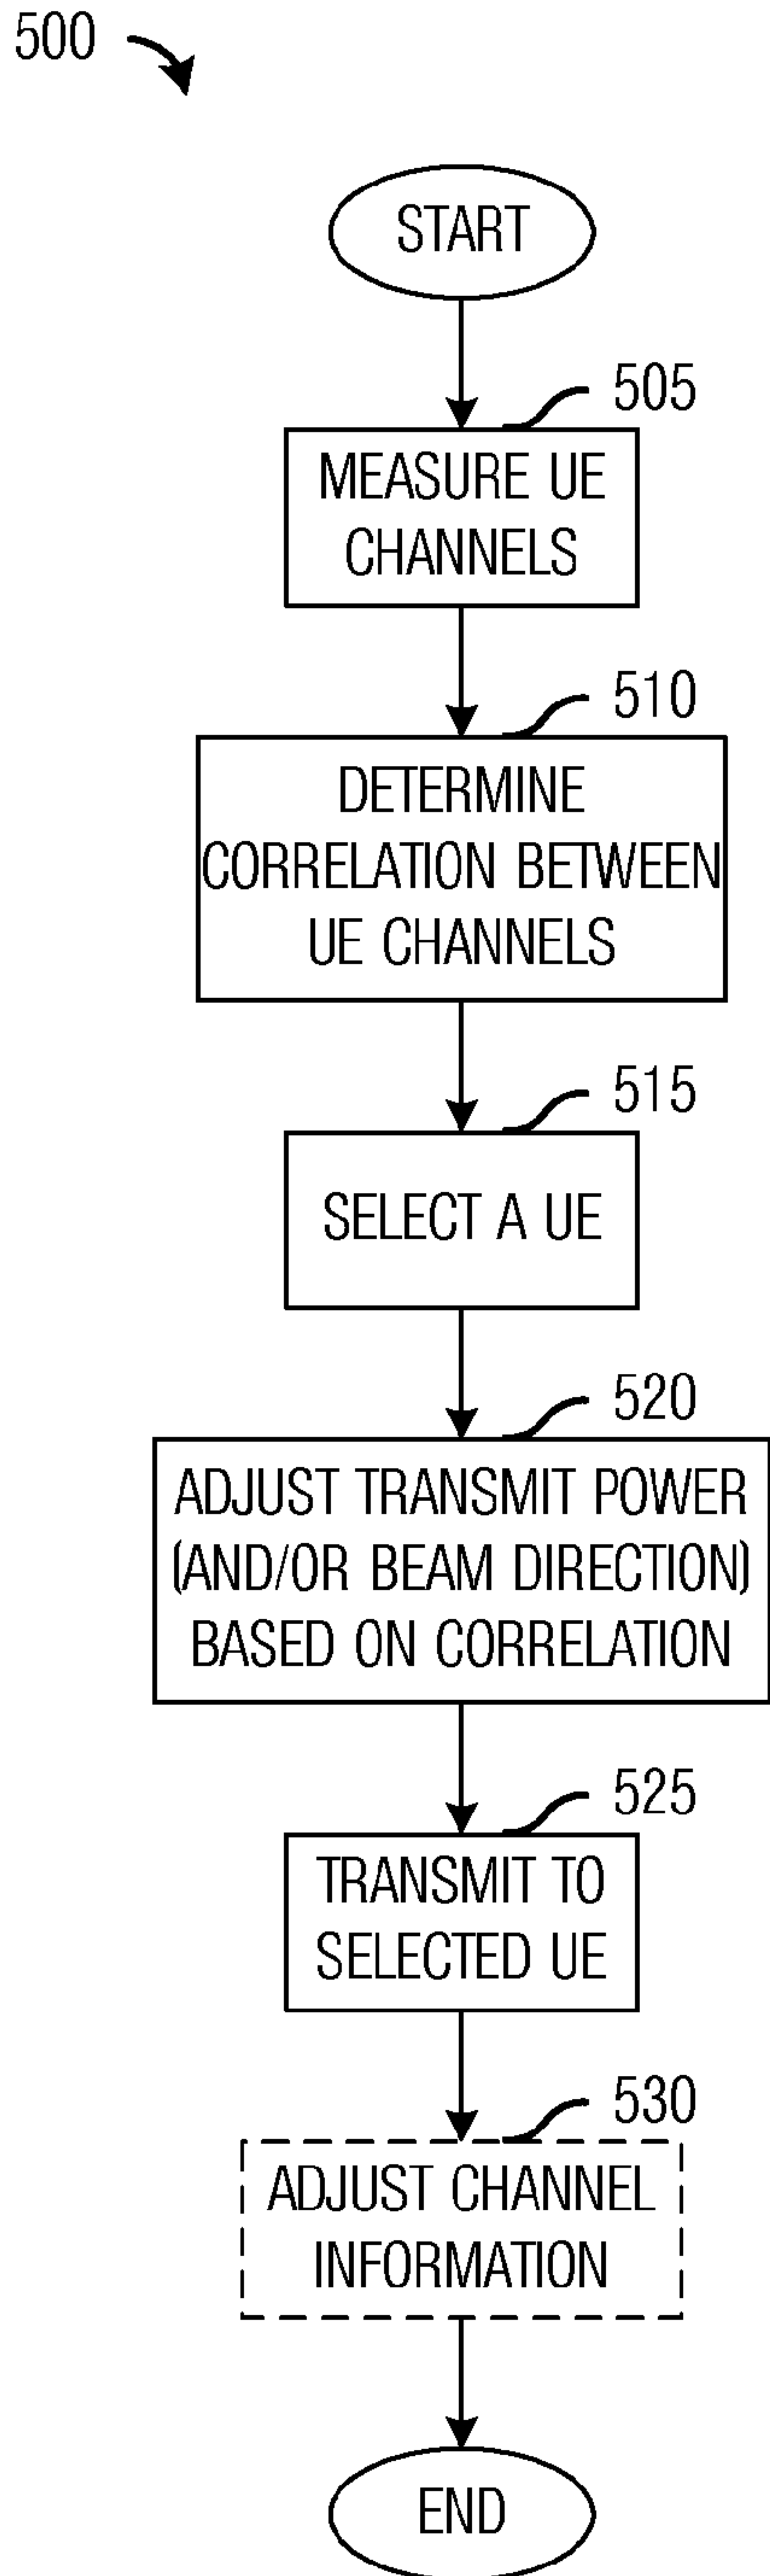 500
START
505
MEASURE UE
CHANNELS
510
DETERMINE
CORRELATION BETWEEN
UE CHANNELS
515
SELECT A UE
520
ADJUST TRANSMIT POWER
(AND/OR BEAM DIRECTION)
BASED ON CORRELATION
525
TRANSMIT TO
SELECTED UE
530
ADJUST CHANNEL
INFORMATION
END